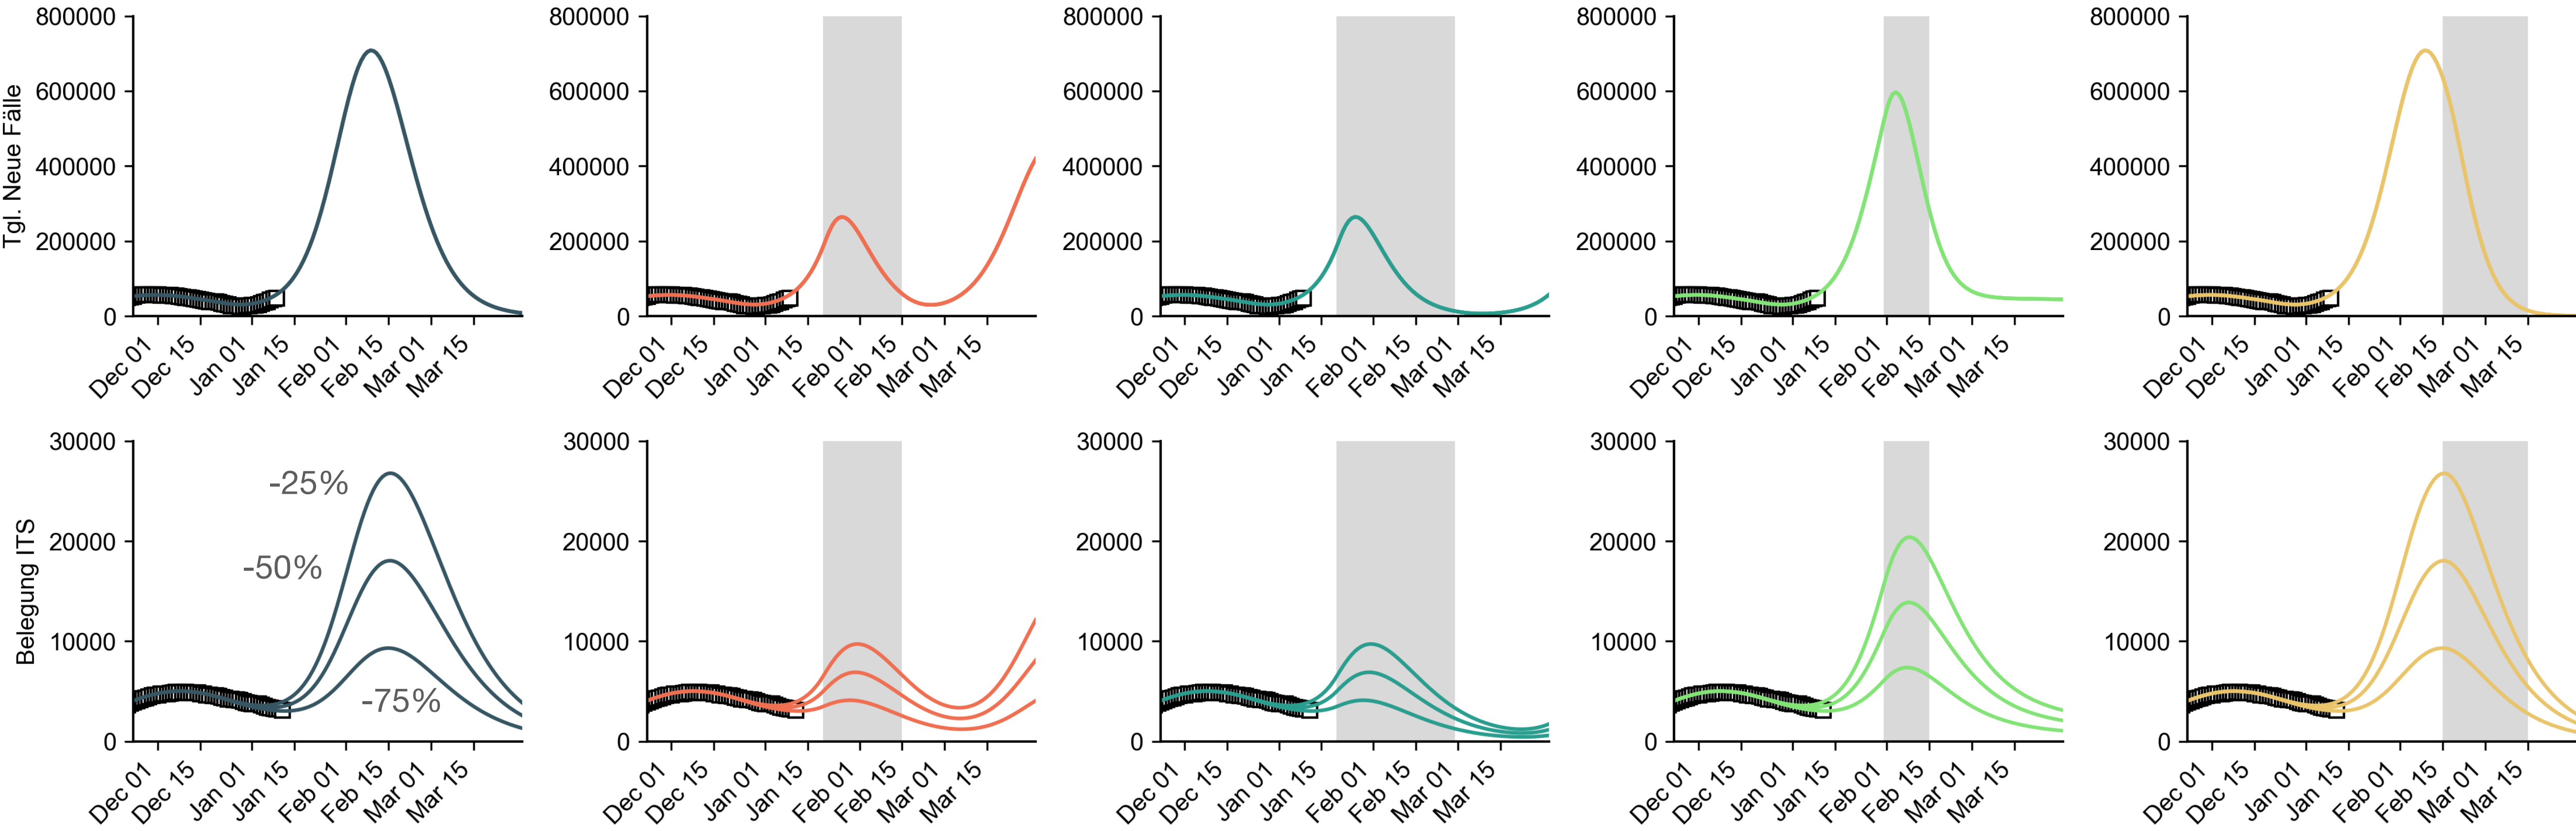 Tgl. Neue Fälle
800000
600000
400000
200000
0
Dec 01
Dec 15
Jan 01
Jan 15
Feb 01
Feb 15
Mar 01
Mar 15
800000
600000
400000
200000
0
Dec 01
Dec 15
Jan 01
Jan 15
Feb 01
Feb 15
Mar 01
Mar 15
800000
600000
400000
200000
0
Dec 01
Dec 15
Jan 01
Jan 15
Feb 01
Feb 15
Mar 01
Mar 15
800000
600000
400000
200000
0
Dec 01
Dec 15
Jan 01
Jan 15
Feb 01
Feb 15
Mar 01
Mar 15
800000
600000
400000
200000
0
Dec 01
Dec 15
Jan 01
Jan 15
Feb 01
Feb 15
Mar 01
Mar 15
Belegung ITS
30000
20000
10000
0
-25%
-50%
-75%
Dec 01
Dec 15
Jan 01
Jan 15
Feb 01
Feb 15
Mar 01
Mar 15
30000
20000
10000
0
Dec 01
Dec 15
Jan 01
Jan 15
Feb 01
Feb 15
Mar 01
Mar 15
30000
20000
10000
0
Dec 01
Dec 15
Jan 01
Jan 15
Feb 01
Feb 15
Mar 01
Mar 15
30000
20000
10000
0
Dec 01
Dec 15
Jan 01
Jan 15
Feb 01
Feb 15
Mar 01
Mar 15
30000
20000
10000
0
Dec 01
Dec 15
Jan 01
Jan 15
Feb 01
Feb 15
Mar 01
Mar 15